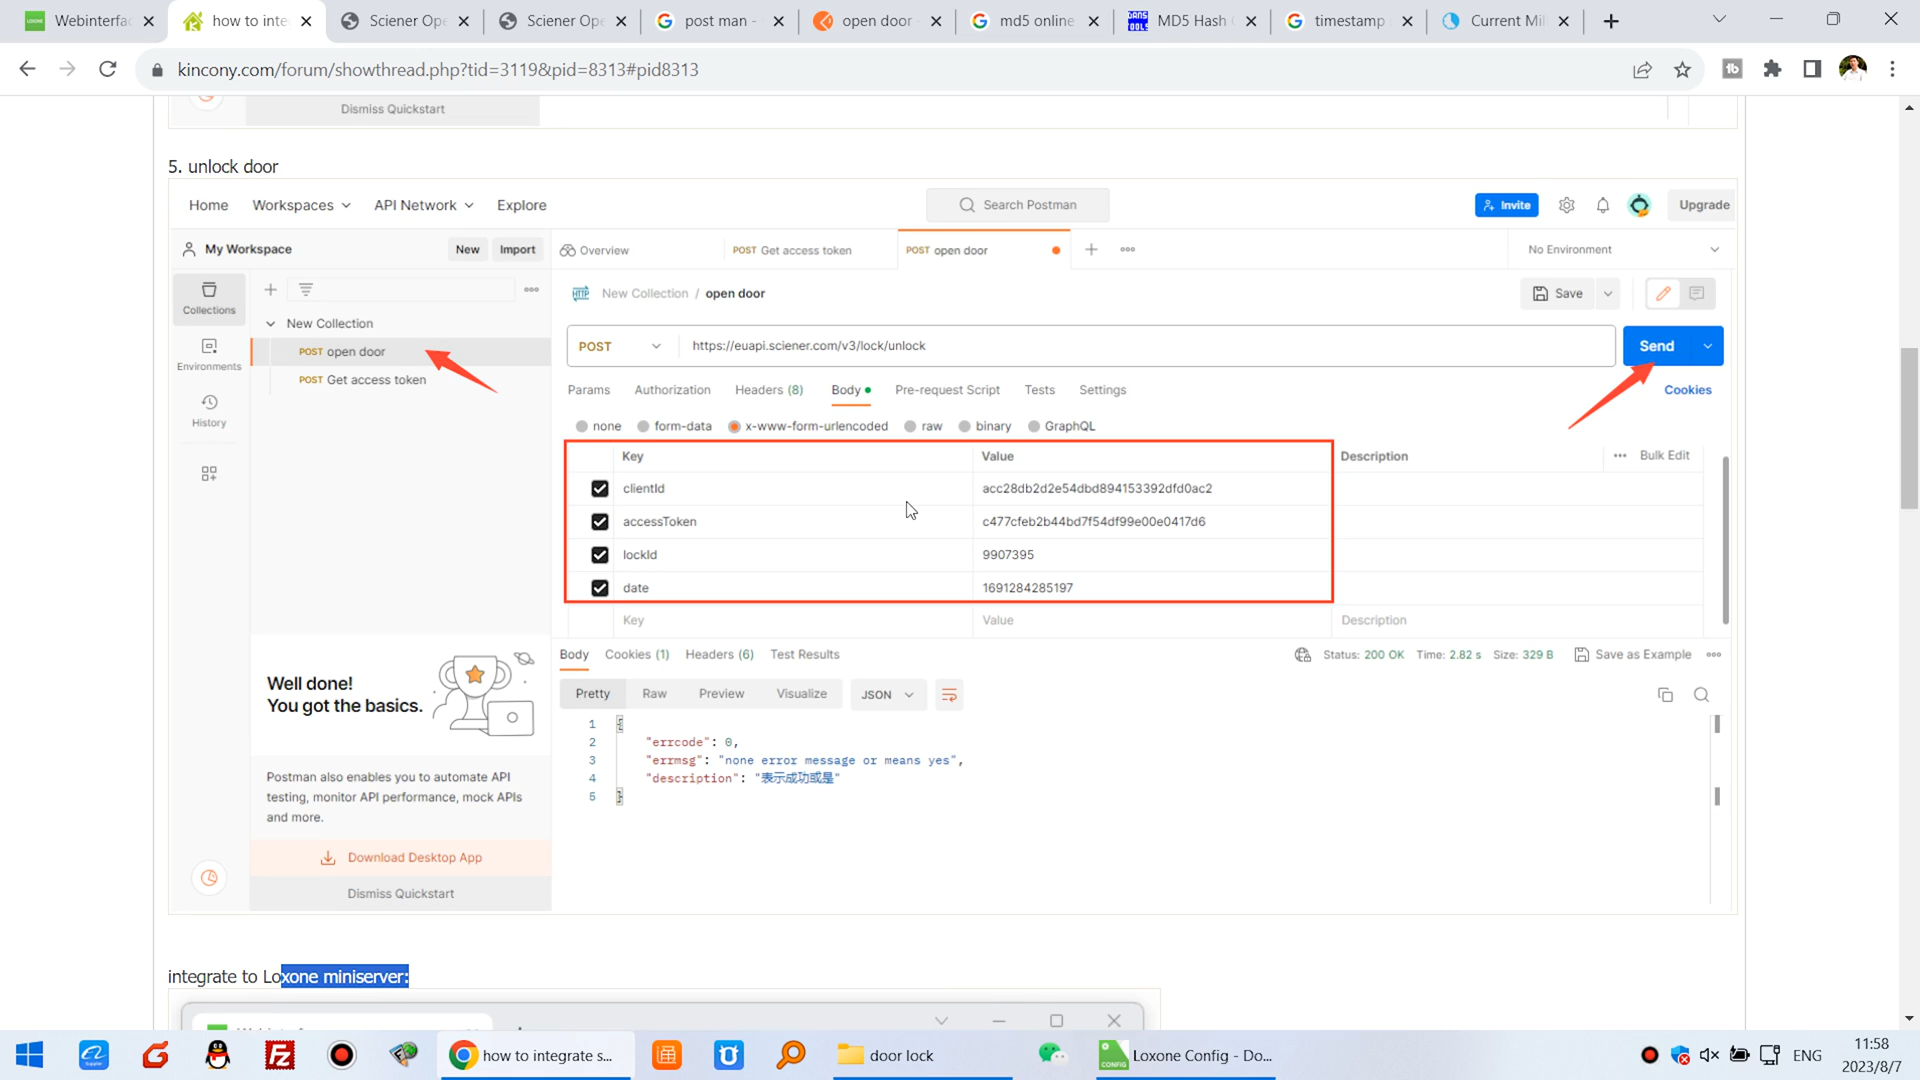 Webinterfac
how to inte
Sciener Ope
Sciener Ope
post man -
open door -
md5 online
MD5 Hash
timestamp
Current Mil
kincony.com/forum/showthread.php?tid=3119&pid=8313#pid8313
Dismiss Quickstart
5. unlock door
Home
Workspaces
API Network
Explore
Search Postman
Invite
Upgrade
My Workspace
New
Import
Overview
POST Get access token
POST open door
No Environment
Collections
New Collection / open door
Save
New Collection
POST open door
POST Get access token
Environments
History
POST
https://euapi.sciener.com/v3/lock/unlock
Send
Params
Authorization
Headers (8)
Body
Pre-request Script
Tests
Settings
Cookies
none
form-data
x-www-form-urlencoded
raw
binary
GraphQL
Key
Value
Description
Bulk Edit
clientId
acc28db2d2e54dbd894153392dfd0ac2
accessToken
c477cfeb2b44bd7f54df99e00e0417d6
lockId
9907395
date
1691284285197
Key
Value
Description
Body
Cookies (1)
Headers (6)
Test Results
Status: 200 OK
Time: 2.82 s
Size: 329 B
Save as Example
Pretty
Raw
Preview
Visualize
JSON
1 {
2 "errcode": 0,
3 "errmsg": "none error message or means yes",
4 "description": "表示成功或是"
5 }
Well done!
You got the basics.
Postman also enables you to automate API
testing, monitor API performance, mock APIs
and more.
Download Desktop App
Dismiss Quickstart
integrate to Loxone miniserver:
how to integrate s...
door lock
Loxone Config - Do...
ENG
11:58
2023/8/7